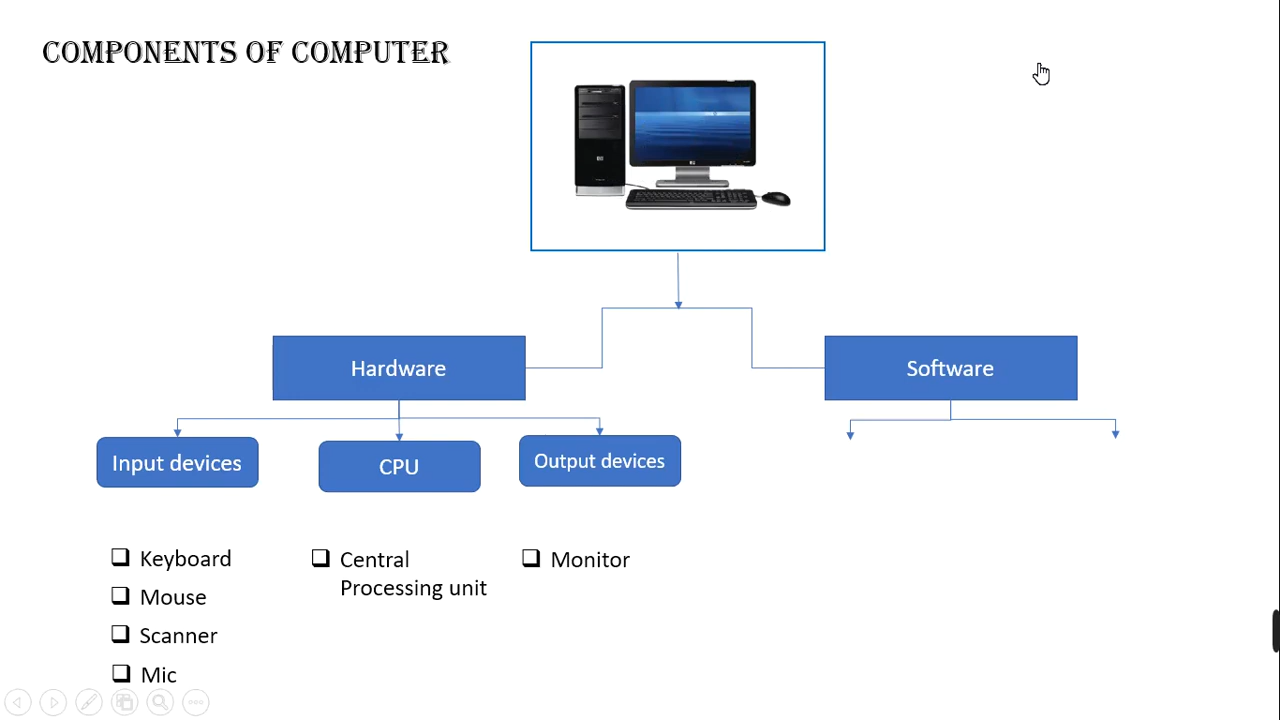 COMPONENTS OF COMPUTER
Hardware
Software
Input devices
CPU
Output devices
Keyboard
Mouse
Scanner
Mic
Central
Processing unit
Monitor